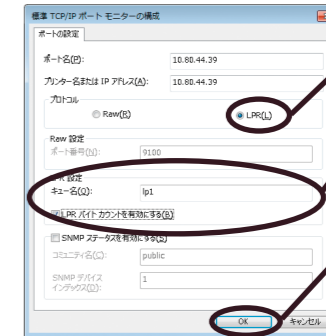 標準 TCP/IP ポート モニターの構成
ポートの設定
ポート名(P): 10.80.44.39
プリンター名または IP アドレス(A): 10.80.44.39
プロトコル
Raw(R) LPR(L)
Raw 設定
ポート番号(N): 9100
設定
キュー名(Q): lp1
LPR バイト カウントを有効にする(B)
SNMP ステータスを有効にする(S)
コミュニティ名(C): public
SNMP デバイス 1
インデックス(D):
OK キャンセル